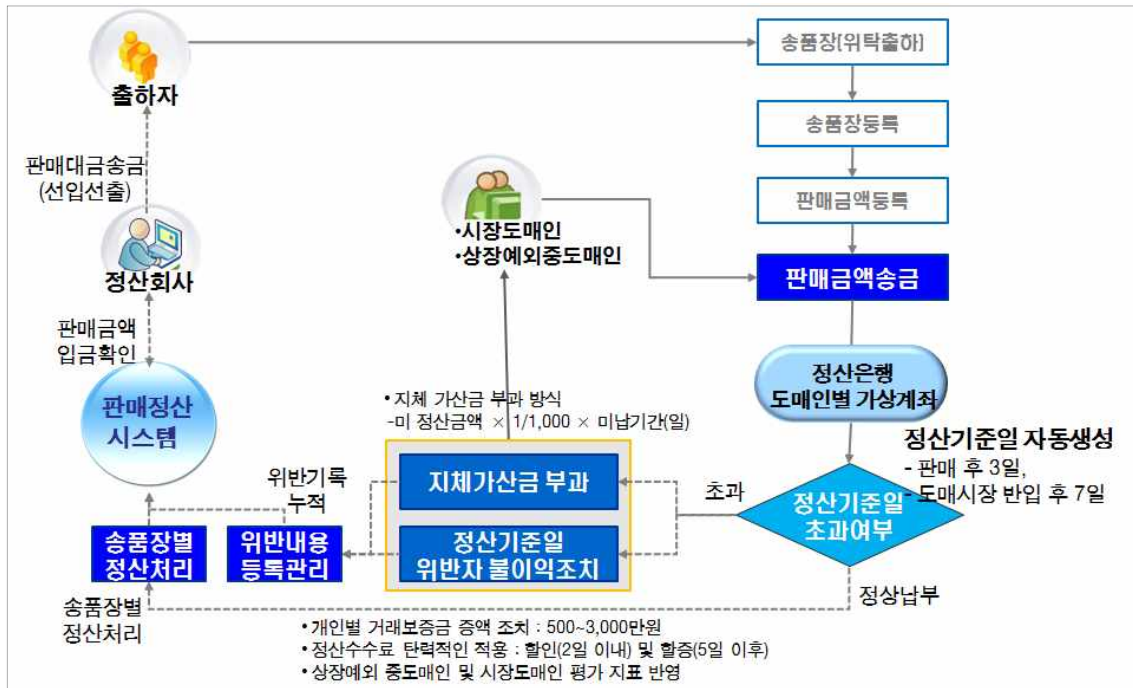 출하자
송품장(위탁출하)
송품장등록
판매금액등록
판매금액송금
판매대금송금
(선입선출)
정산회사
•시장도매인
•상장예외중도매인
판매금액
입금확인
판매정산
시스템
정산은행
도매인별 가상계좌
정산기준일 자동생성
- 판매 후 3일,
- 도매시장 반입 후 7일
정산기준일
초과여부
초과
• 지체 가산금 부과 방식
-미 정산금액 × 1/1,000 × 미납기간(일)
지체가산금 부과
정산기준일
위반자 불이익조치
위반기록
누적
송품장별
정산처리
위반내용
등록관리
송품장별
정산처리
정상납부
• 개인별 거래보증금 증액 조치 : 500~3,000만원
• 정산수수료 탄력적인 적용 : 할인(2일 이내) 및 할증(5일 이후)
• 상장예외 중도매인 및 시장도매인 평가 지표 반영